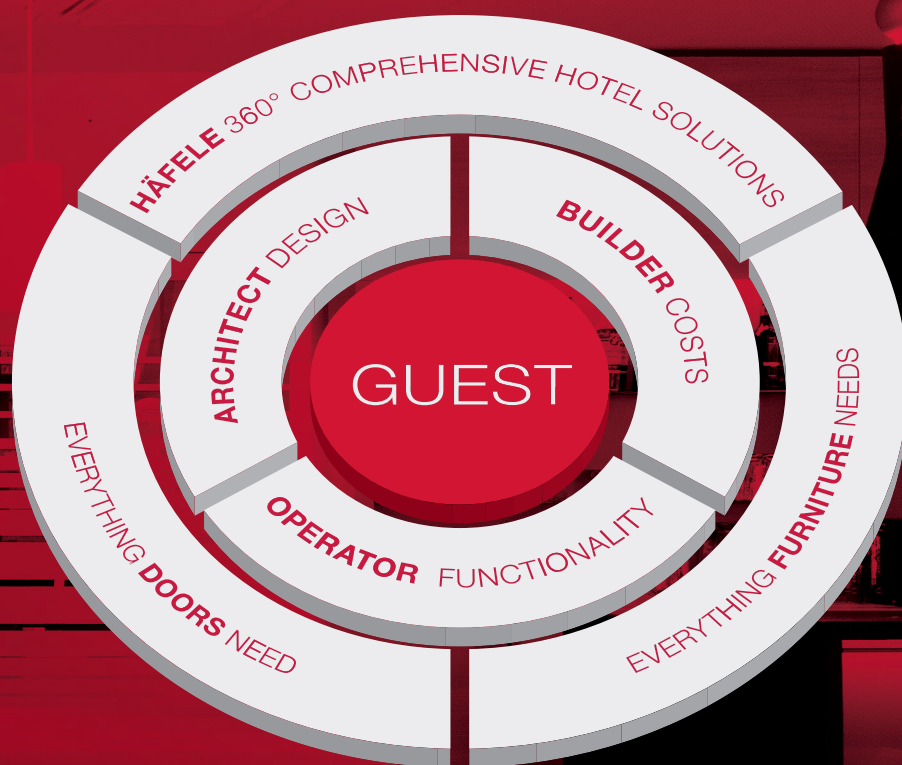 HÄFELE 360° COMPREHENSIVE HOTEL SOLUTIONS
ARCHITECT DESIGN
BUILDER COSTS
GUEST
OPERATOR FUNCTIONALITY
EVERYTHING DOORS NEED
EVERYTHING FURNITURE NEEDS